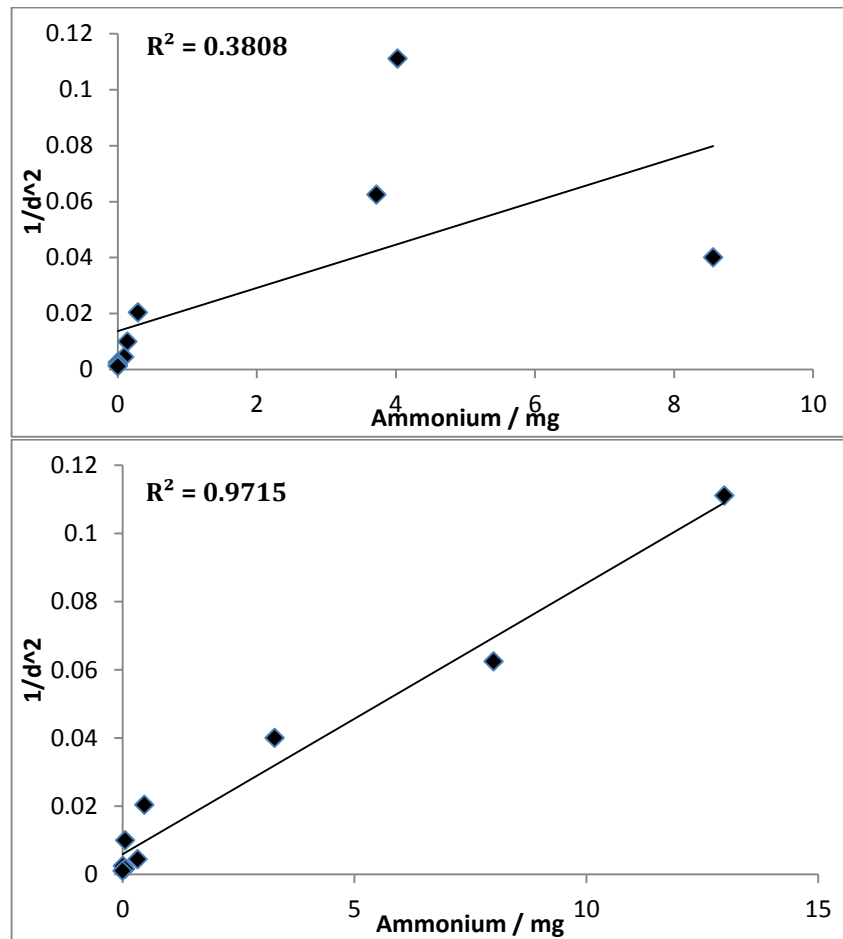 R² = 0.3808
0.12
0.1
0.08
0.06
0.04
0.02
0
1/d^2
0 2 4 6 8 10
Ammonium / mg
R² = 0.9715
0.12
0.1
0.08
0.06
0.04
0.02
0
1/d^2
0 5 10 15
Ammonium / mg